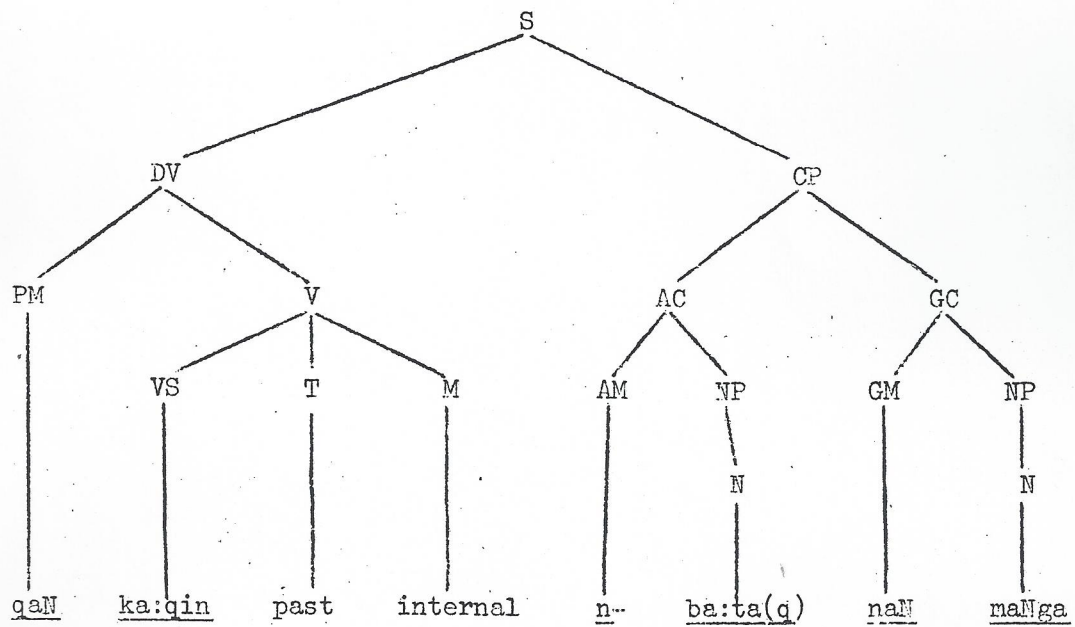 S
DV CP
PM V AC GC
VS T M AM NP GM NP
N N
qaN ka:qin past internal n- ba:ta(q) naN maNga